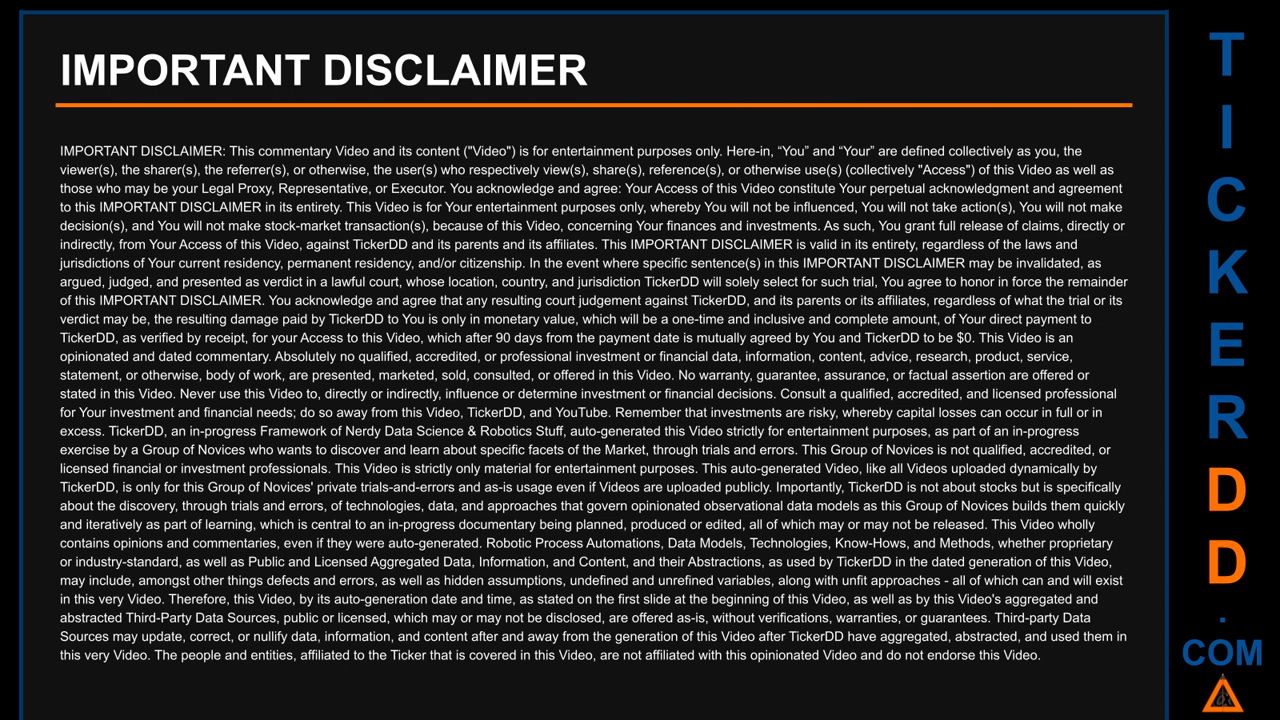 IMPORTANT DISCLAIMER
IMPORTANT DISCLAIMER: This commentary Video and its content ("Video") is for entertainment purposes only. Here-in, “You” and “Your” are defined collectively as you, the
viewer(s), the sharer(s), the referrer(s), or otherwise, the user(s) who respectively view(s), share(s), reference(s), or otherwise use(s) (collectively "Access") of this Video as well as
those who may be your Legal Proxy, Representative, or Executor. You acknowledge and agree: Your Access of this Video constitute Your perpetual acknowledgment and agreement
to this IMPORTANT DISCLAIMER in its entirety. This Video is for Your entertainment purposes only, whereby You will not be influenced, You will not take action(s), You will not make
decision(s), and You will not make stock-market transaction(s), because of this Video, concerning Your finances and investments. As such, You grant full release of claims, directly or
indirectly, from Your Access of this Video, against TickerDD and its parents and its affiliates. This IMPORTANT DISCLAIMER is valid in its entirety, regardless of the laws and
jurisdictions of Your current residency, permanent residency, and/or citizenship. In the event where specific sentence(s) in this IMPORTANT DISCLAIMER may be invalidated, as
argued, judged, and presented as verdict in a lawful court, whose location, country, and jurisdiction TickerDD will solely select for such trial, You agree to honor in force the remainder
of this IMPORTANT DISCLAIMER. You acknowledge and agree that any resulting court judgement against TickerDD, and its parents or its affiliates, regardless of what the trial or its
verdict may be, the resulting damage paid by TickerDD to You is only in monetary value, which will be a one-time and inclusive and complete amount, of Your direct payment to
TickerDD, as verified by receipt, for your Access to this Video, which after 90 days from the payment date is mutually agreed by You and TickerDD to be $0. This Video is an
opinionated and dated commentary. Absolutely no qualified, accredited, or professional investment or financial data, information, content, advice, research, product, service,
statement, or otherwise, body of work, are presented, marketed, sold, consulted, or offered in this Video. No warranty, guarantee, assurance, or factual assertion are offered or
stated in this Video. Never use this Video to, directly or indirectly, influence or determine investment or financial decisions. Consult a qualified, accredited, and licensed professional
for Your investment and financial needs; do so away from this Video, TickerDD, and YouTube. Remember that investments are risky, whereby capital losses can occur in full or in
excess. TickerDD, an in-progress Framework of Nerdy Data Science & Robotics Stuff, auto-generated this Video strictly for entertainment purposes, as part of an in-progress
exercise by a Group of Novices who wants to discover and learn about specific facets of the Market, through trials and errors. This Group of Novices is not qualified, accredited, or
licensed financial or investment professionals. This Video is strictly only material for entertainment purposes. This auto-generated Video, like all Videos uploaded dynamically by
TickerDD, is only for this Group of Novices' private trials-and-errors and as-is usage even if Videos are uploaded publicly. Importantly, TickerDD is not about stocks but is specifically
about the discovery, through trials and errors, of technologies, data, and approaches that govern opinionated observational data models as this Group of Novices builds them quickly
and iteratively as part of learning, which is central to an in-progress documentary being planned, produced or edited, all of which may or may not be released. This Video wholly
contains opinions and commentaries, even if they were auto-generated. Robotic Process Automations, Data Models, Technologies, Know-Hows, and Methods, whether proprietary
or industry-standard, as well as Public and Licensed Aggregated Data, Information, and Content, and their Abstractions, as used by TickerDD in the dated generation of this Video,
may include, amongst other things defects and errors, as well as hidden assumptions, undefined and unrefined variables, along with unfit approaches - all of which can and will exist
in this very Video. Therefore, this Video, by its auto-generation date and time, as stated on the first slide at the beginning of this Video, as well as by this Video's aggregated and
abstracted Third-Party Data Sources, public or licensed, which may or may not be disclosed, are offered as-is, without verifications, warranties, or guarantees. Third-party Data
Sources may update, correct, or nullify data, information, and content after and away from the generation of this Video after TickerDD have aggregated, abstracted, and used them in
this very Video. The people and entities, affiliated to the Ticker that is covered in this Video, are not affiliated with this opinionated Video and do not endorse this Video.
T
I
C
K
E
R
D
D
.
COM